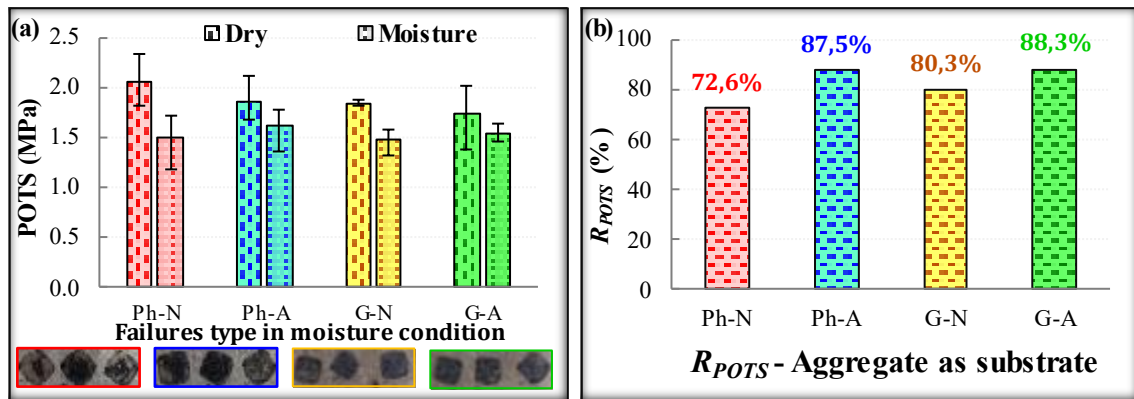 (a)
Dry
Moisture
POTS (MPa)
2.5
2.0
1.5
1.0
0.5
0.0
Ph-N
Ph-A
G-N
G-A
Failures type in moisture condition
(b)
R_POTS (%)
100
80
60
40
20
0
72,6%
87,5%
80,3%
88,3%
Ph-N
Ph-A
G-N
G-A
R_POTS - Aggregate as substrate